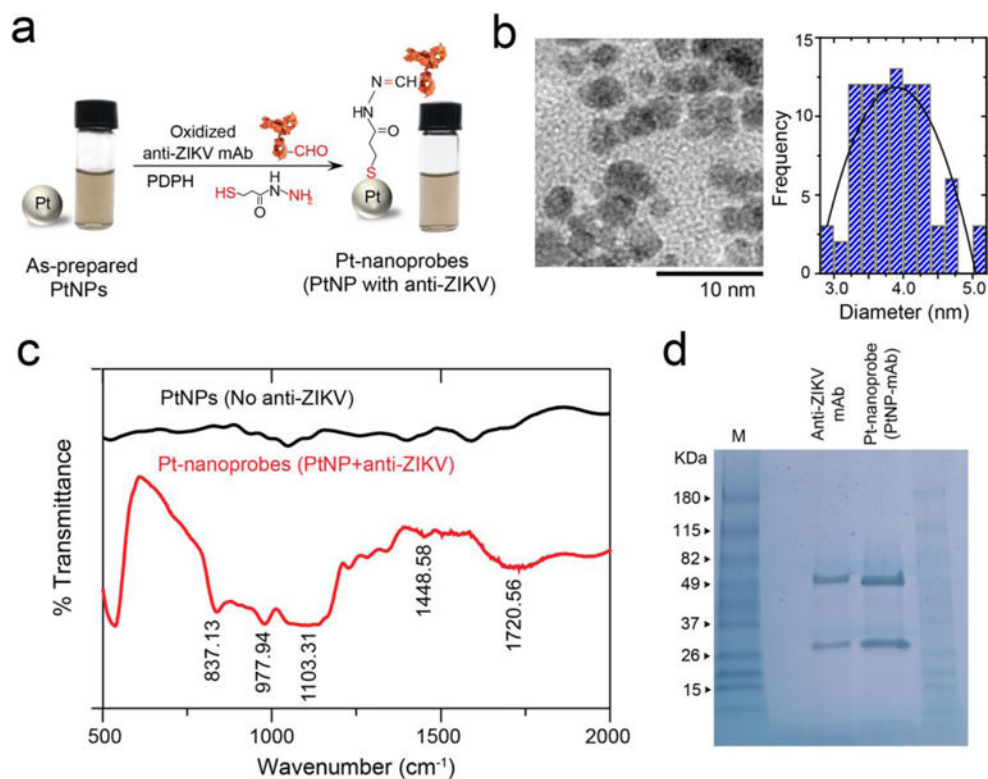 a
Oxidized
anti-ZIKV mAb
CHO
PDPH
HS
H
N
NH₂
O
Pt
As-prepared
PtNPs
N=CH
HN
O
S
Pt
Pt-nanoprobes
(PtNP with anti-ZIKV)
b
10 nm
Frequency
15
10
5
0
3.0
4.0
5.0
Diameter (nm)
c
PtNPs (No anti-ZIKV)
Pt-nanoprobes (PtNP+anti-ZIKV)
% Transmittance
837.13
977.94
1103.31
1448.58
1720.56
500
1000
1500
2000
Wavenumber (cm⁻¹)
d
M
Anti-ZIKV
mAb
Pt-nanoprobe
(PtNP-mAb)
KDa
180
115
82
49
37
26
15